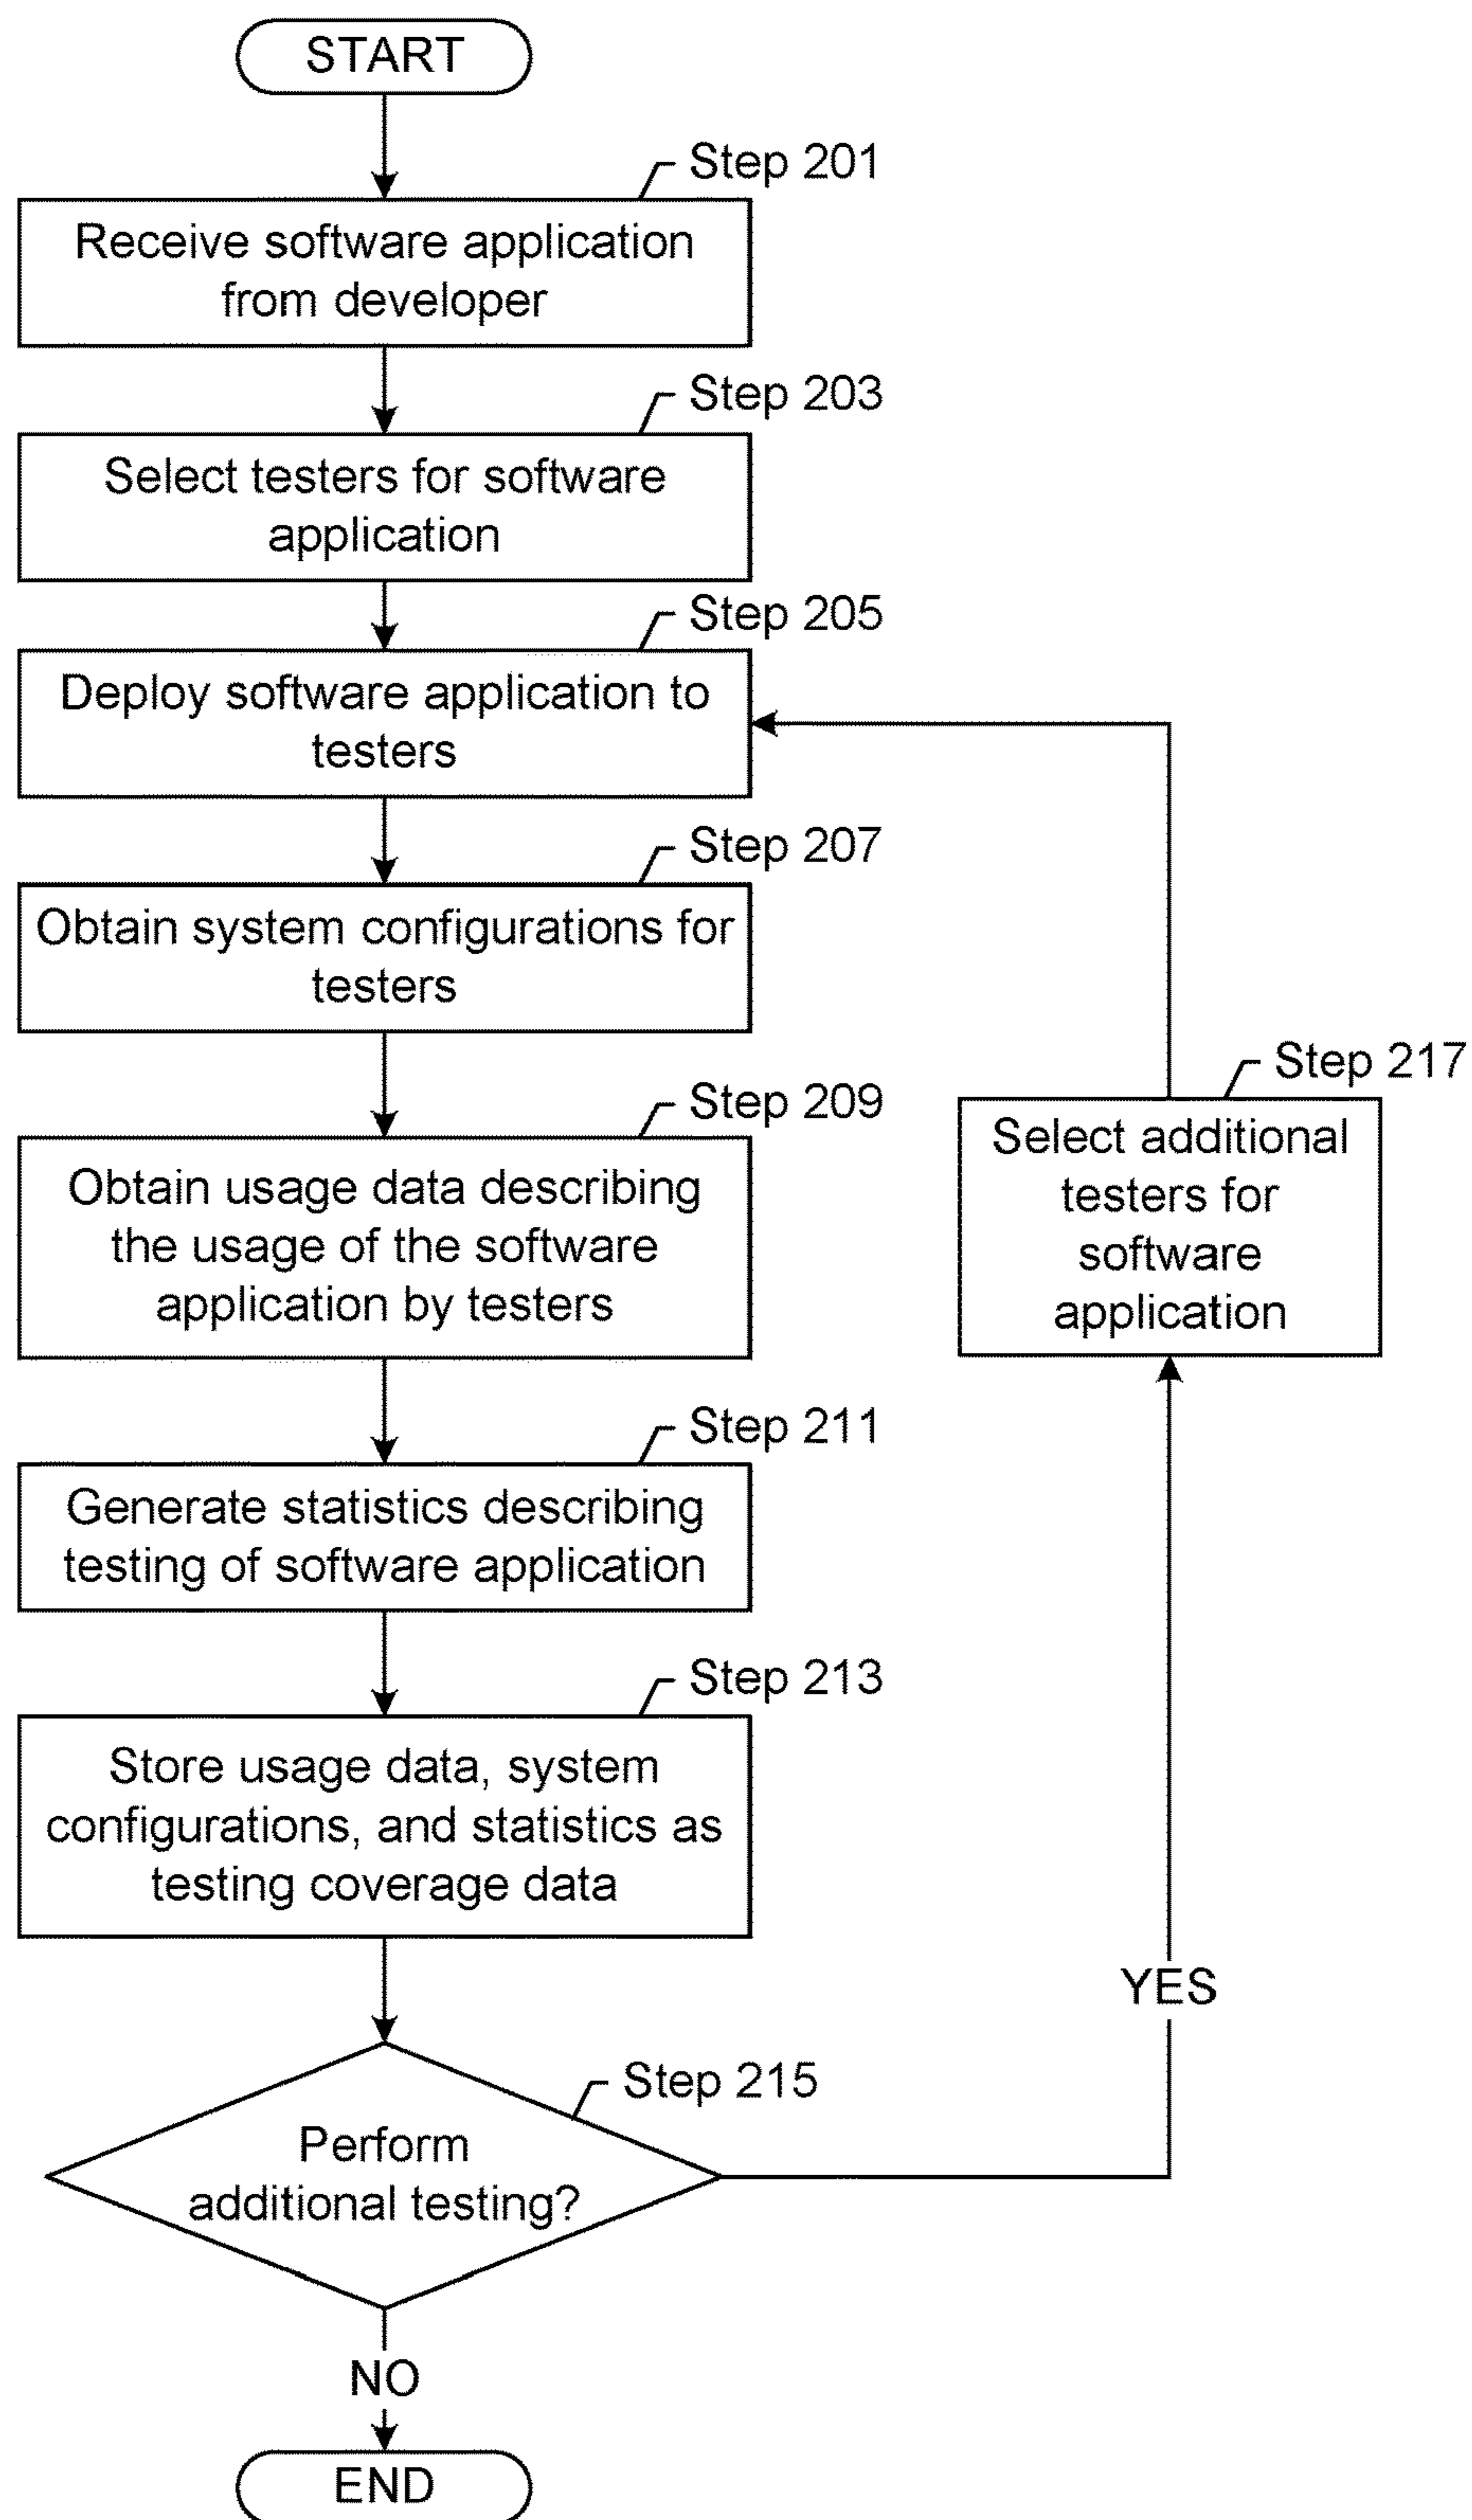 START
Step 201
Receive software application
from developer
Step 203
Select testers for software
application
Step 205
Deploy software application to
testers
Step 207
Obtain system configurations for
testers
Step 209
Obtain usage data describing
the usage of the software
application by testers
Step 217
Select additional
testers for
software
application
Step 211
Generate statistics describing
testing of software application
Step 213
Store usage data, system
configurations, and statistics as
testing coverage data
YES
Step 215
Perform
additional testing?
NO
END